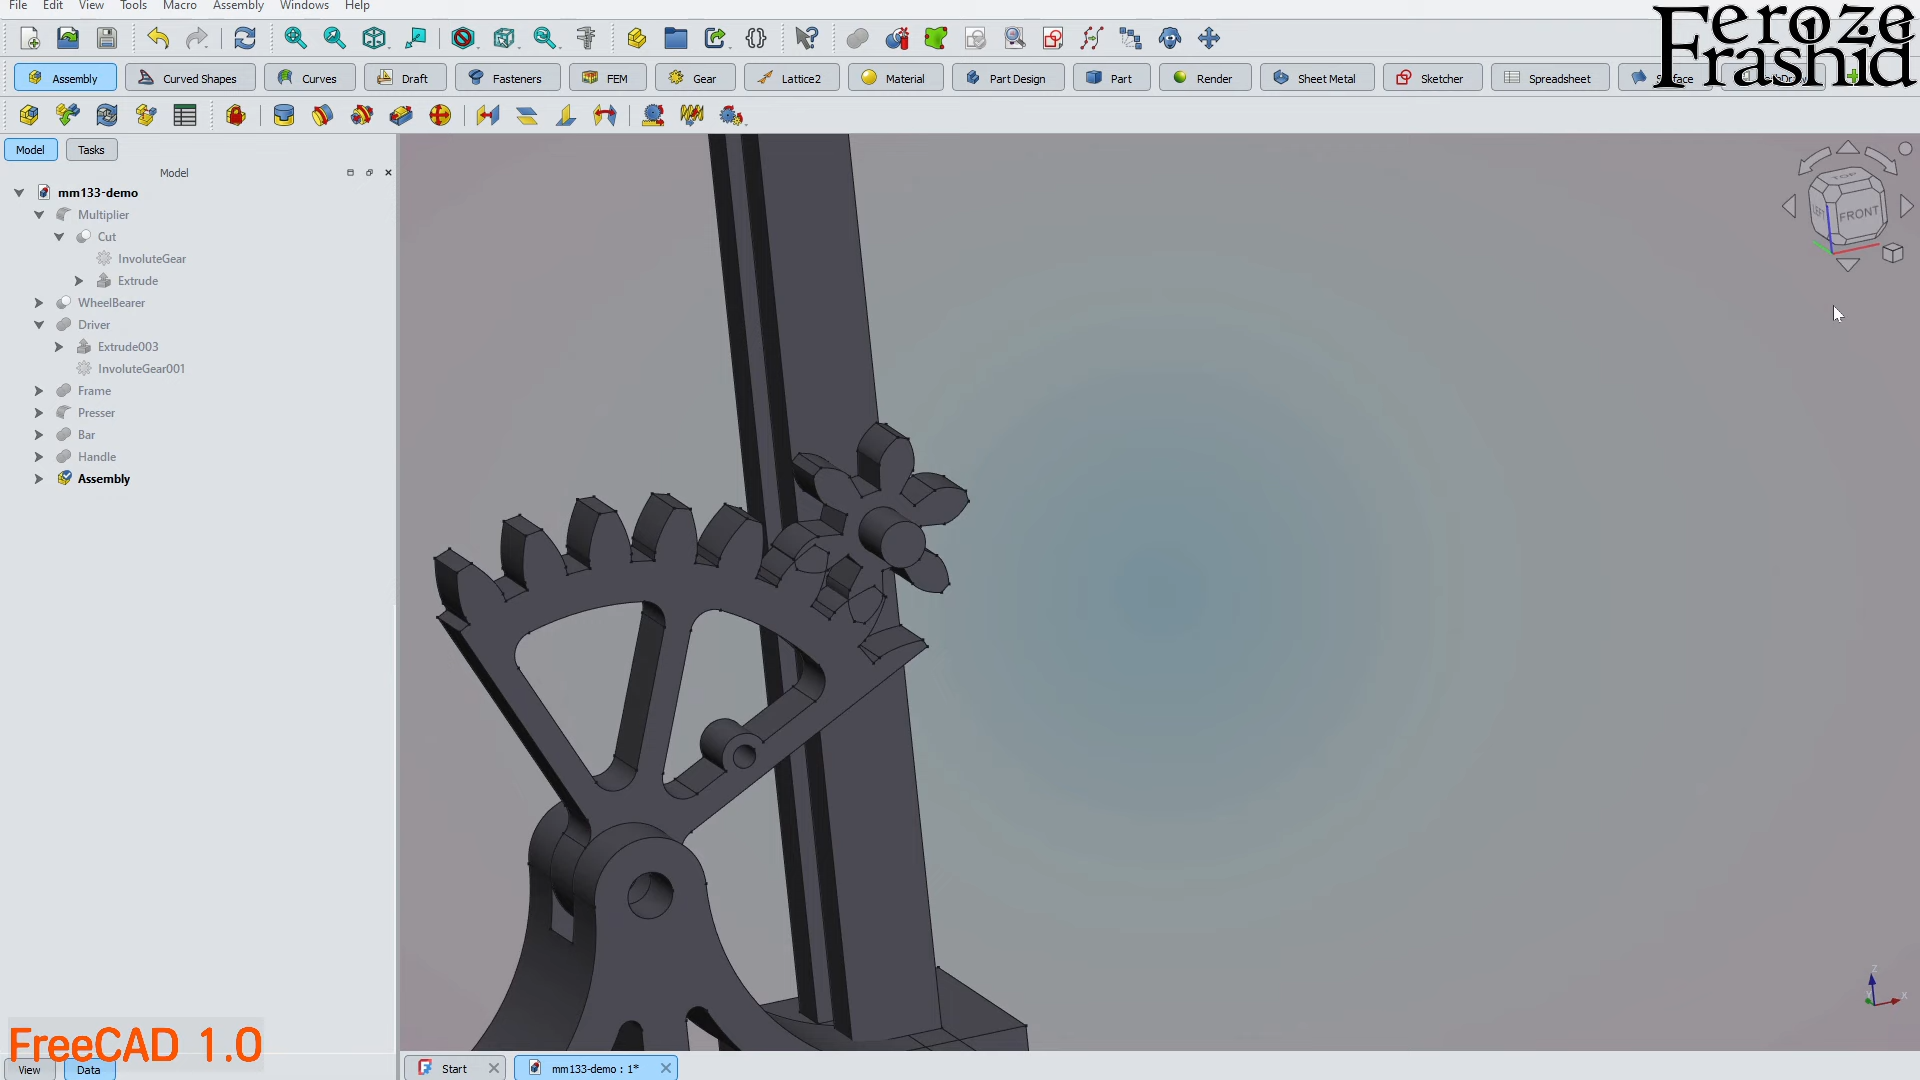 File Edit View Tools Macro Assembly Windows Help
Feroze
Frashid
Assembly Curved Shapes Curves Draft Fasteners FEM Gear Lattice2 Material Part Design Part Render Sheet Metal Sketcher Spreadsheet
Model Tasks
Model
mm133-demo
Multiplier
Cut
InvoluteGear
Extrude
WheelBearer
Driver
Extrude003
InvoluteGear001
Frame
Presser
Bar
Handle
Assembly
TOP
LEFT FRONT
Z
X
FreeCAD 1.0
View Data
Start mm133-demo : 1*